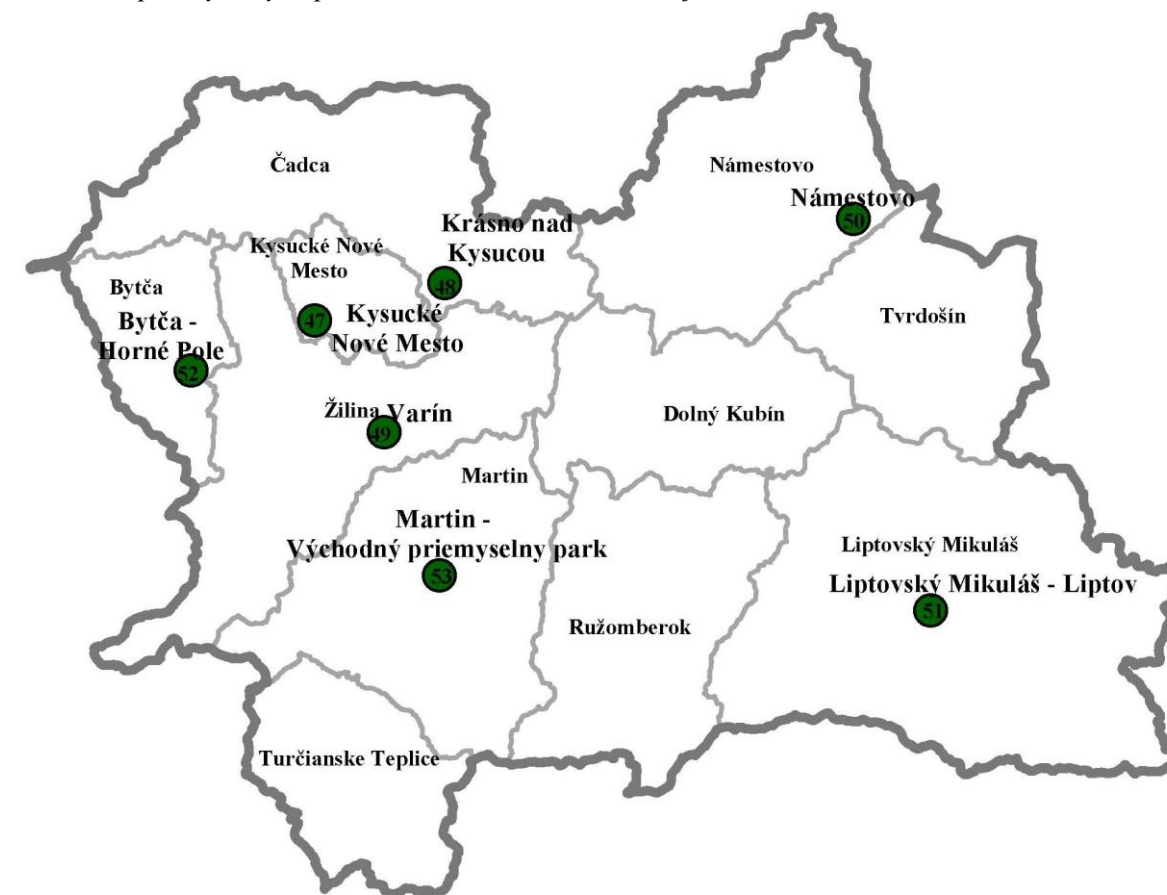 Čadca
Námestovo
Námestovo
50
Krásno nad
Kysucou
48
Kysucké Nové
Mesto
47
Kysucké
Nové Mesto
Bytča
Bytča -
Horné Pole
52
Tvrdošín
Žilina
Varín
49
Dolný Kubín
Martin
Martin -
Východný priemyselny park
53
Liptovský Mikuláš
Liptovský Mikuláš - Liptov
51
Ružomberok
Turčianske Teplice